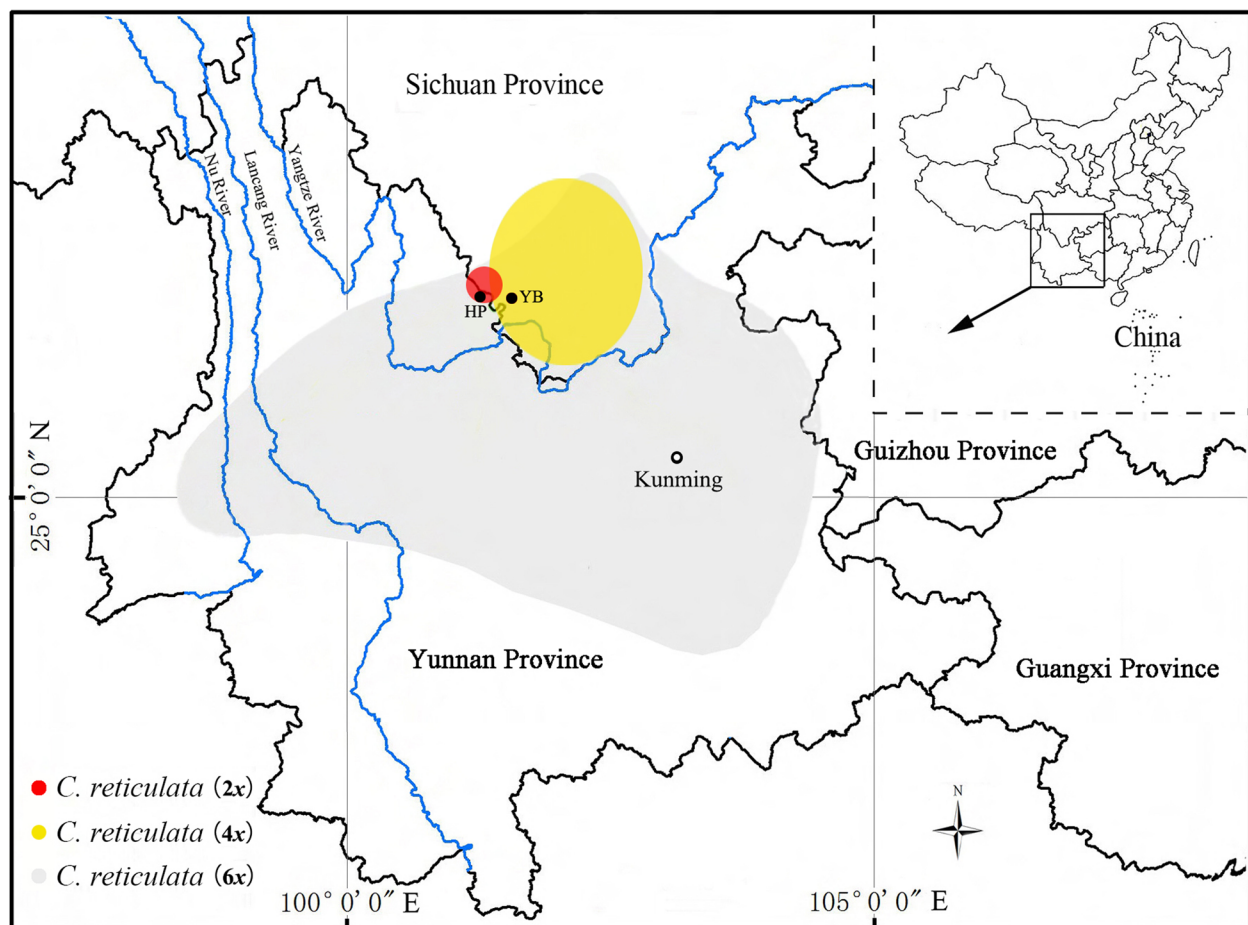 Sichuan Province
Nu River
Lancang River
Yangtze River
HP
YB
China
Kunming
Guizhou Province
25° 0′ 0″ N
Yunnan Province
Guangxi Province
C. reticulata (2x)
C. reticulata (4x)
C. reticulata (6x)
N
100° 0′ 0″ E
105° 0′ 0″ E